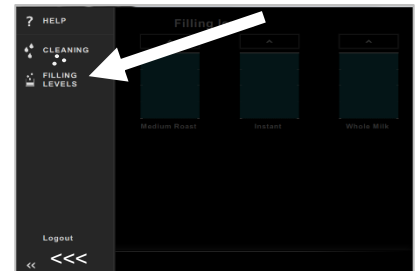 ? HELP
CLEANING
FILLING
LEVELS
Medium Roast
Instant
Whole Milk
Logout
« <<<